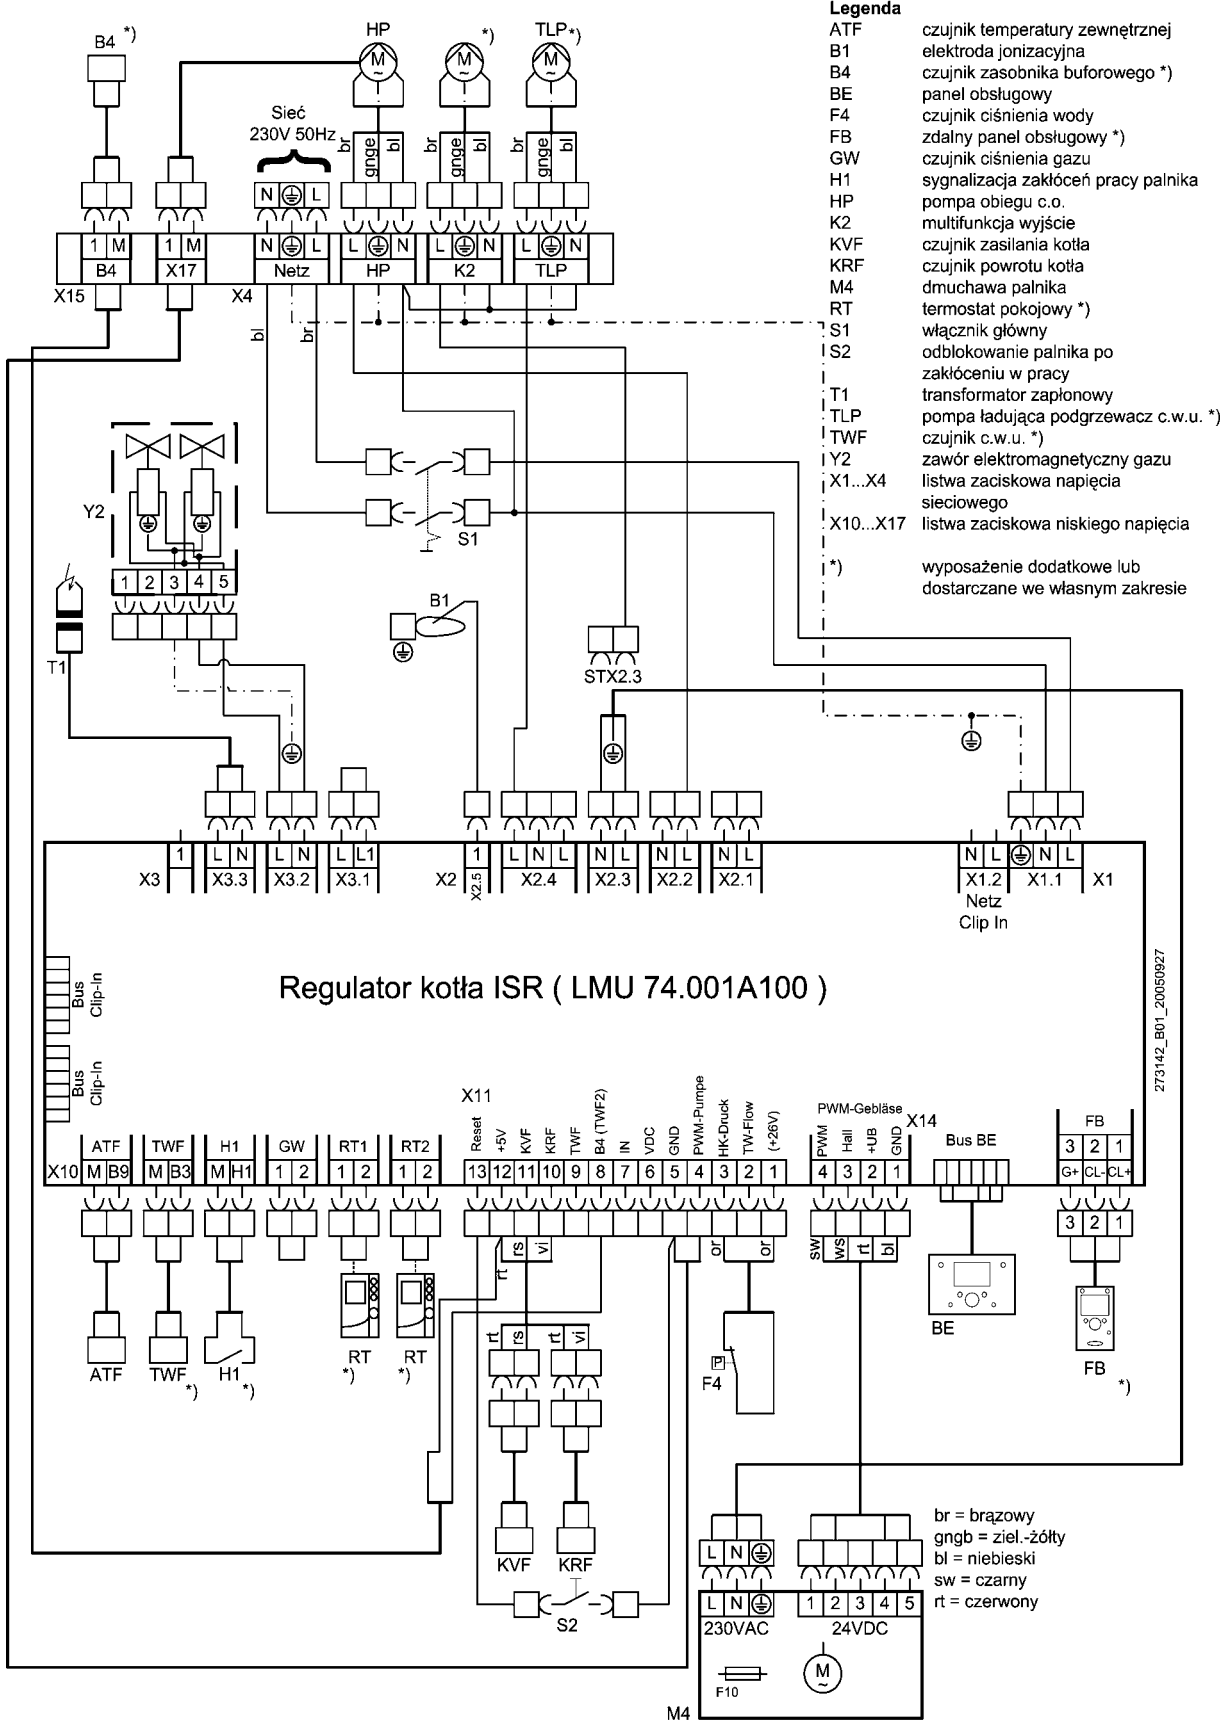 Legenda
ATF czujnik temperatury zewnętrznej
B1 elektroda jonizacyjna
B4 czujnik zasobnika buforowego *)
BE panel obsługowy
F4 czujnik ciśnienia wody
FB zdalny panel obsługowy *)
GW czujnik ciśnienia gazu
H1 sygnalizacja zakłóceń pracy palnika
HP pompa obiegu c.o.
K2 multifunkcja wyjście
KVF czujnik zasilania kotła
KRF czujnik powrotu kotła
M4 dmuchawa palnika
RT termostat pokojowy *)
S1 włącznik główny
S2 odblokowanie palnika po
zakłóceniu w pracy
T1 transformator zapłonowy
TLP pompa ładująca podgrzewacz c.w.u. *)
TWF czujnik c.w.u. *)
Y2 zawór elektromagnetyczny gazu
X1...X4 listwa zaciskowa napięcia
sieciowego
X10...X17 listwa zaciskowa niskiego napięcia
*) wyposażenie dodatkowe lub
dostarczane we własnym zakresie
B4 *)
HP
*)
TLP *)
M ~
M ~
M ~
Sieć
230V 50Hz
br gnge bl
br gnge bl
br gnge bl
N L
1 M
1 M
N L
L N
L N
L N
B4
X17
Netz
HP
K2
TLP
X15
X4
bl
br
Y2
S1
1 2 3 4 5
T1
B1
STX2.3
1
L N
L N
L L1
1
L N L
N L
N L
N L
N L
N L
X3
X3.3
X3.2
X3.1
X2
X2.5
X2.4
X2.3
X2.2
X2.1
X1.2
X1.1
X1
Netz
Clip In
Regulator kotła ISR ( LMU 74.001A100 )
Bus
Clip-In
Bus
Clip-In
273142_B01_20050927
X11
Reset
+5V
KVF
KRF
TWF
B4 (TWF2)
IN
VDC
GND
PWM-Pumpe
HK-Druck
TW-Flow
(+26V)
PWM-Gebläse
X14
PWM
Hall
+UB
GND
Bus BE
FB
3 2 1
G+ CL- CL+
X10
ATF
TWF
H1
GW
RT1
RT2
M B9
M B3
M H1
1 2
1 2
1 2
13 12 11 10 9 8 7 6 5 4 3 2 1
4 3 2 1
3 2 1
rt
rs
vi
or
or
sw
ws
rt
bl
ATF
TWF *)
H1 *)
RT
*)
RT
*)
rt
rs
rt
vi
P
F4
BE
FB
*)
KVF
KRF
S2
L N
L N
230VAC
1 2 3 4 5
24VDC
F10
M ~
M4
br = brązowy
gngb = ziel.-żółty
bl = niebieski
sw = czarny
rt = czerwony